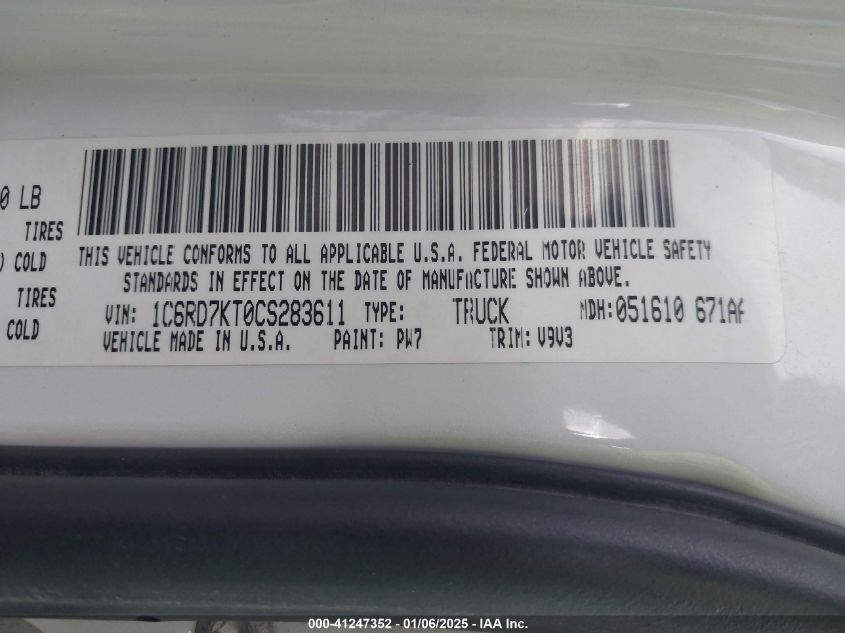 0 LB
TIRES
) COLD
TIRES
COLD
THIS VEHICLE CONFORMS TO ALL APPLICABLE U.S.A. FEDERAL MOTOR VEHICLE SAFETY
STANDARDS IN EFFECT ON THE DATE OF MANUFACTURE SHOWN ABOVE.
VIN: 1C6RD7KT0CS283611 TYPE: TRUCK MDH:051610 671AA
VEHICLE MADE IN U.S.A. PAINT: PW7 TRIM: V9V3
000-41247352 | 01/06/2025 - IAA Inc.